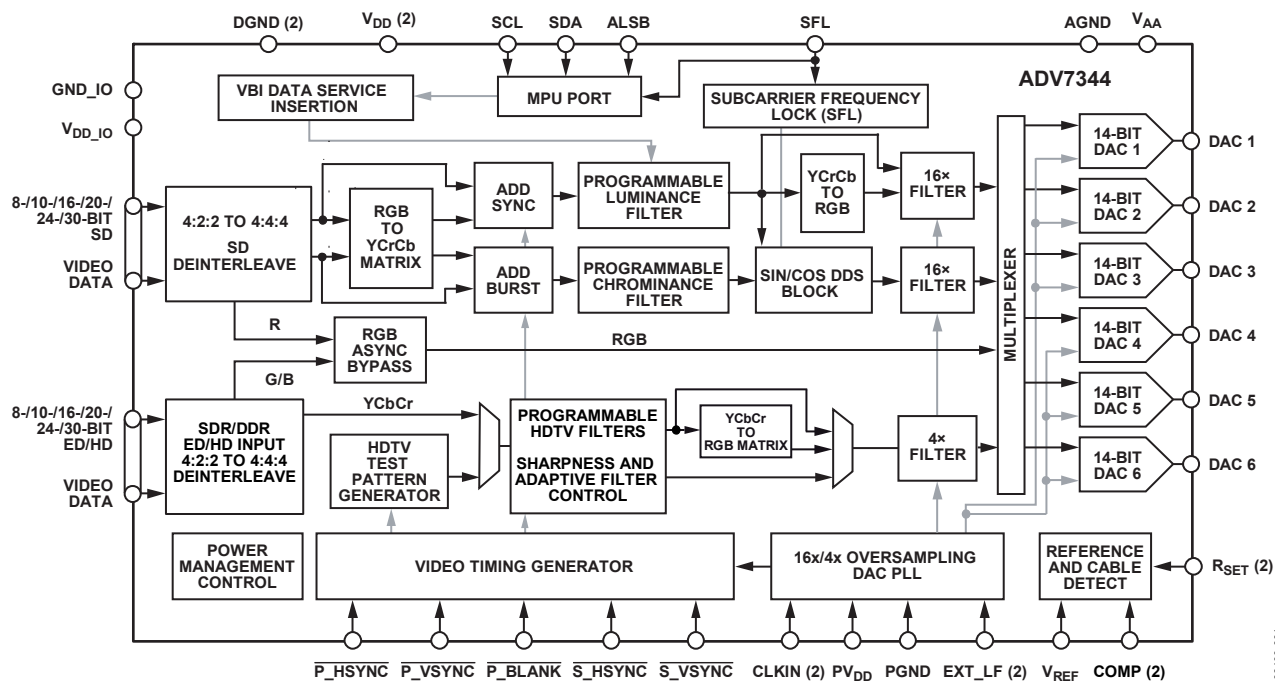 DGND (2)
VDD (2)
SCL
SDA
ALSB
SFL
AGND
VAA
GND_IO
VDD_IO
ADV7344
VBI DATA SERVICE
INSERTION
MPU PORT
SUBCARRIER FREQUENCY
LOCK (SFL)
8-/10-/16-/20-/
24-/30-BIT
SD
VIDEO
DATA
4:2:2 TO 4:4:4
SD
DEINTERLEAVE
RGB
TO
YCrCb
MATRIX
ADD
SYNC
PROGRAMMABLE
LUMINANCE
FILTER
YCrCb
TO
RGB
16×
FILTER
ADD
BURST
PROGRAMMABLE
CHROMINANCE
FILTER
SIN/COS DDS
BLOCK
16×
FILTER
MULTIPLEXER
14-BIT
DAC 1
DAC 1
14-BIT
DAC 2
DAC 2
14-BIT
DAC 3
DAC 3
14-BIT
DAC 4
DAC 4
14-BIT
DAC 5
DAC 5
14-BIT
DAC 6
DAC 6
R
G/B
RGB
ASYNC
BYPASS
RGB
8-/10-/16-/20-/
24-/30-BIT
ED/HD
VIDEO
DATA
SDR/DDR
ED/HD INPUT
4:2:2 TO 4:4:4
DEINTERLEAVE
YCbCr
HDTV
TEST
PATTERN
GENERATOR
PROGRAMMABLE
HDTV FILTERS
SHARPNESS AND
ADAPTIVE FILTER
CONTROL
YCbCr
TO
RGB MATRIX
4×
FILTER
POWER
MANAGEMENT
CONTROL
VIDEO TIMING GENERATOR
16x/4x OVERSAMPLING
DAC PLL
REFERENCE
AND CABLE
DETECT
RSET (2)
P_HSYNC
P_VSYNC
P_BLANK
S_HSYNC
S_VSYNC
CLKIN (2)
PVDD
PGND
EXT_LF (2)
VREF
COMP (2)